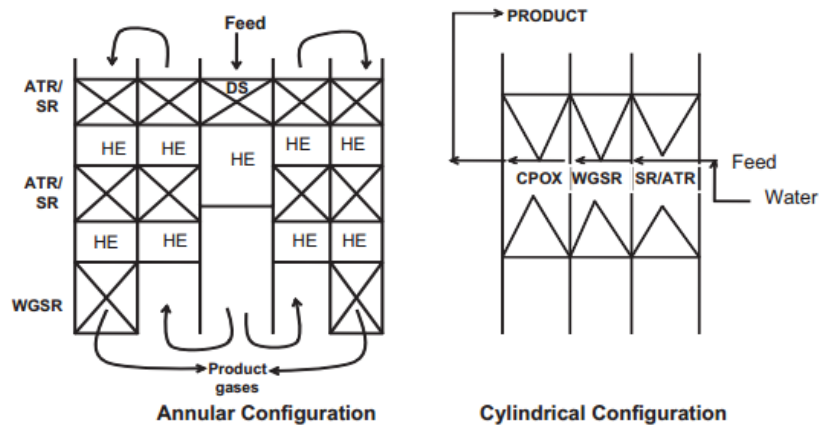 Feed
PRODUCT
ATR/
SR
DS
HE HE HE HE HE
ATR/
SR
CPOX WGSR SR/ATR
Feed
Water
HE HE HE HE
WGSR
Product
gases
Annular Configuration
Cylindrical Configuration